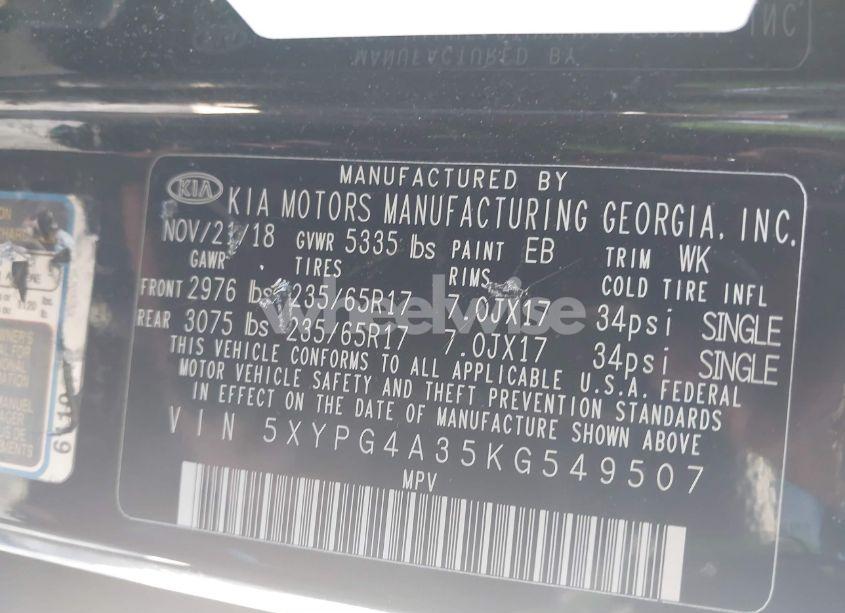 MANUFACTURED BY
KIA
KIA MOTORS MANUFACTURING GEORGIA, INC.
NOV/2 /18 GVWR 5335 lbs PAINT EB TRIM WK
GAWR TIRES RIMS COLD TIRE INFL
FRONT 2976 lbs 235/65R17 7.0JX17 34psi SINGLE
REAR 3075 lbs 235/65R17 7.0JX17 34psi SINGLE
wheelwise
THIS VEHICLE CONFORMS TO ALL APPLICABLE U.S.A. FEDERAL
MOTOR VEHICLE SAFETY AND THEFT PREVENTION STANDARDS
IN EFFECT ON THE DATE OF MANUFACTURE SHOWN ABOVE
VIN 5XYPG4A35KG549507
MPV